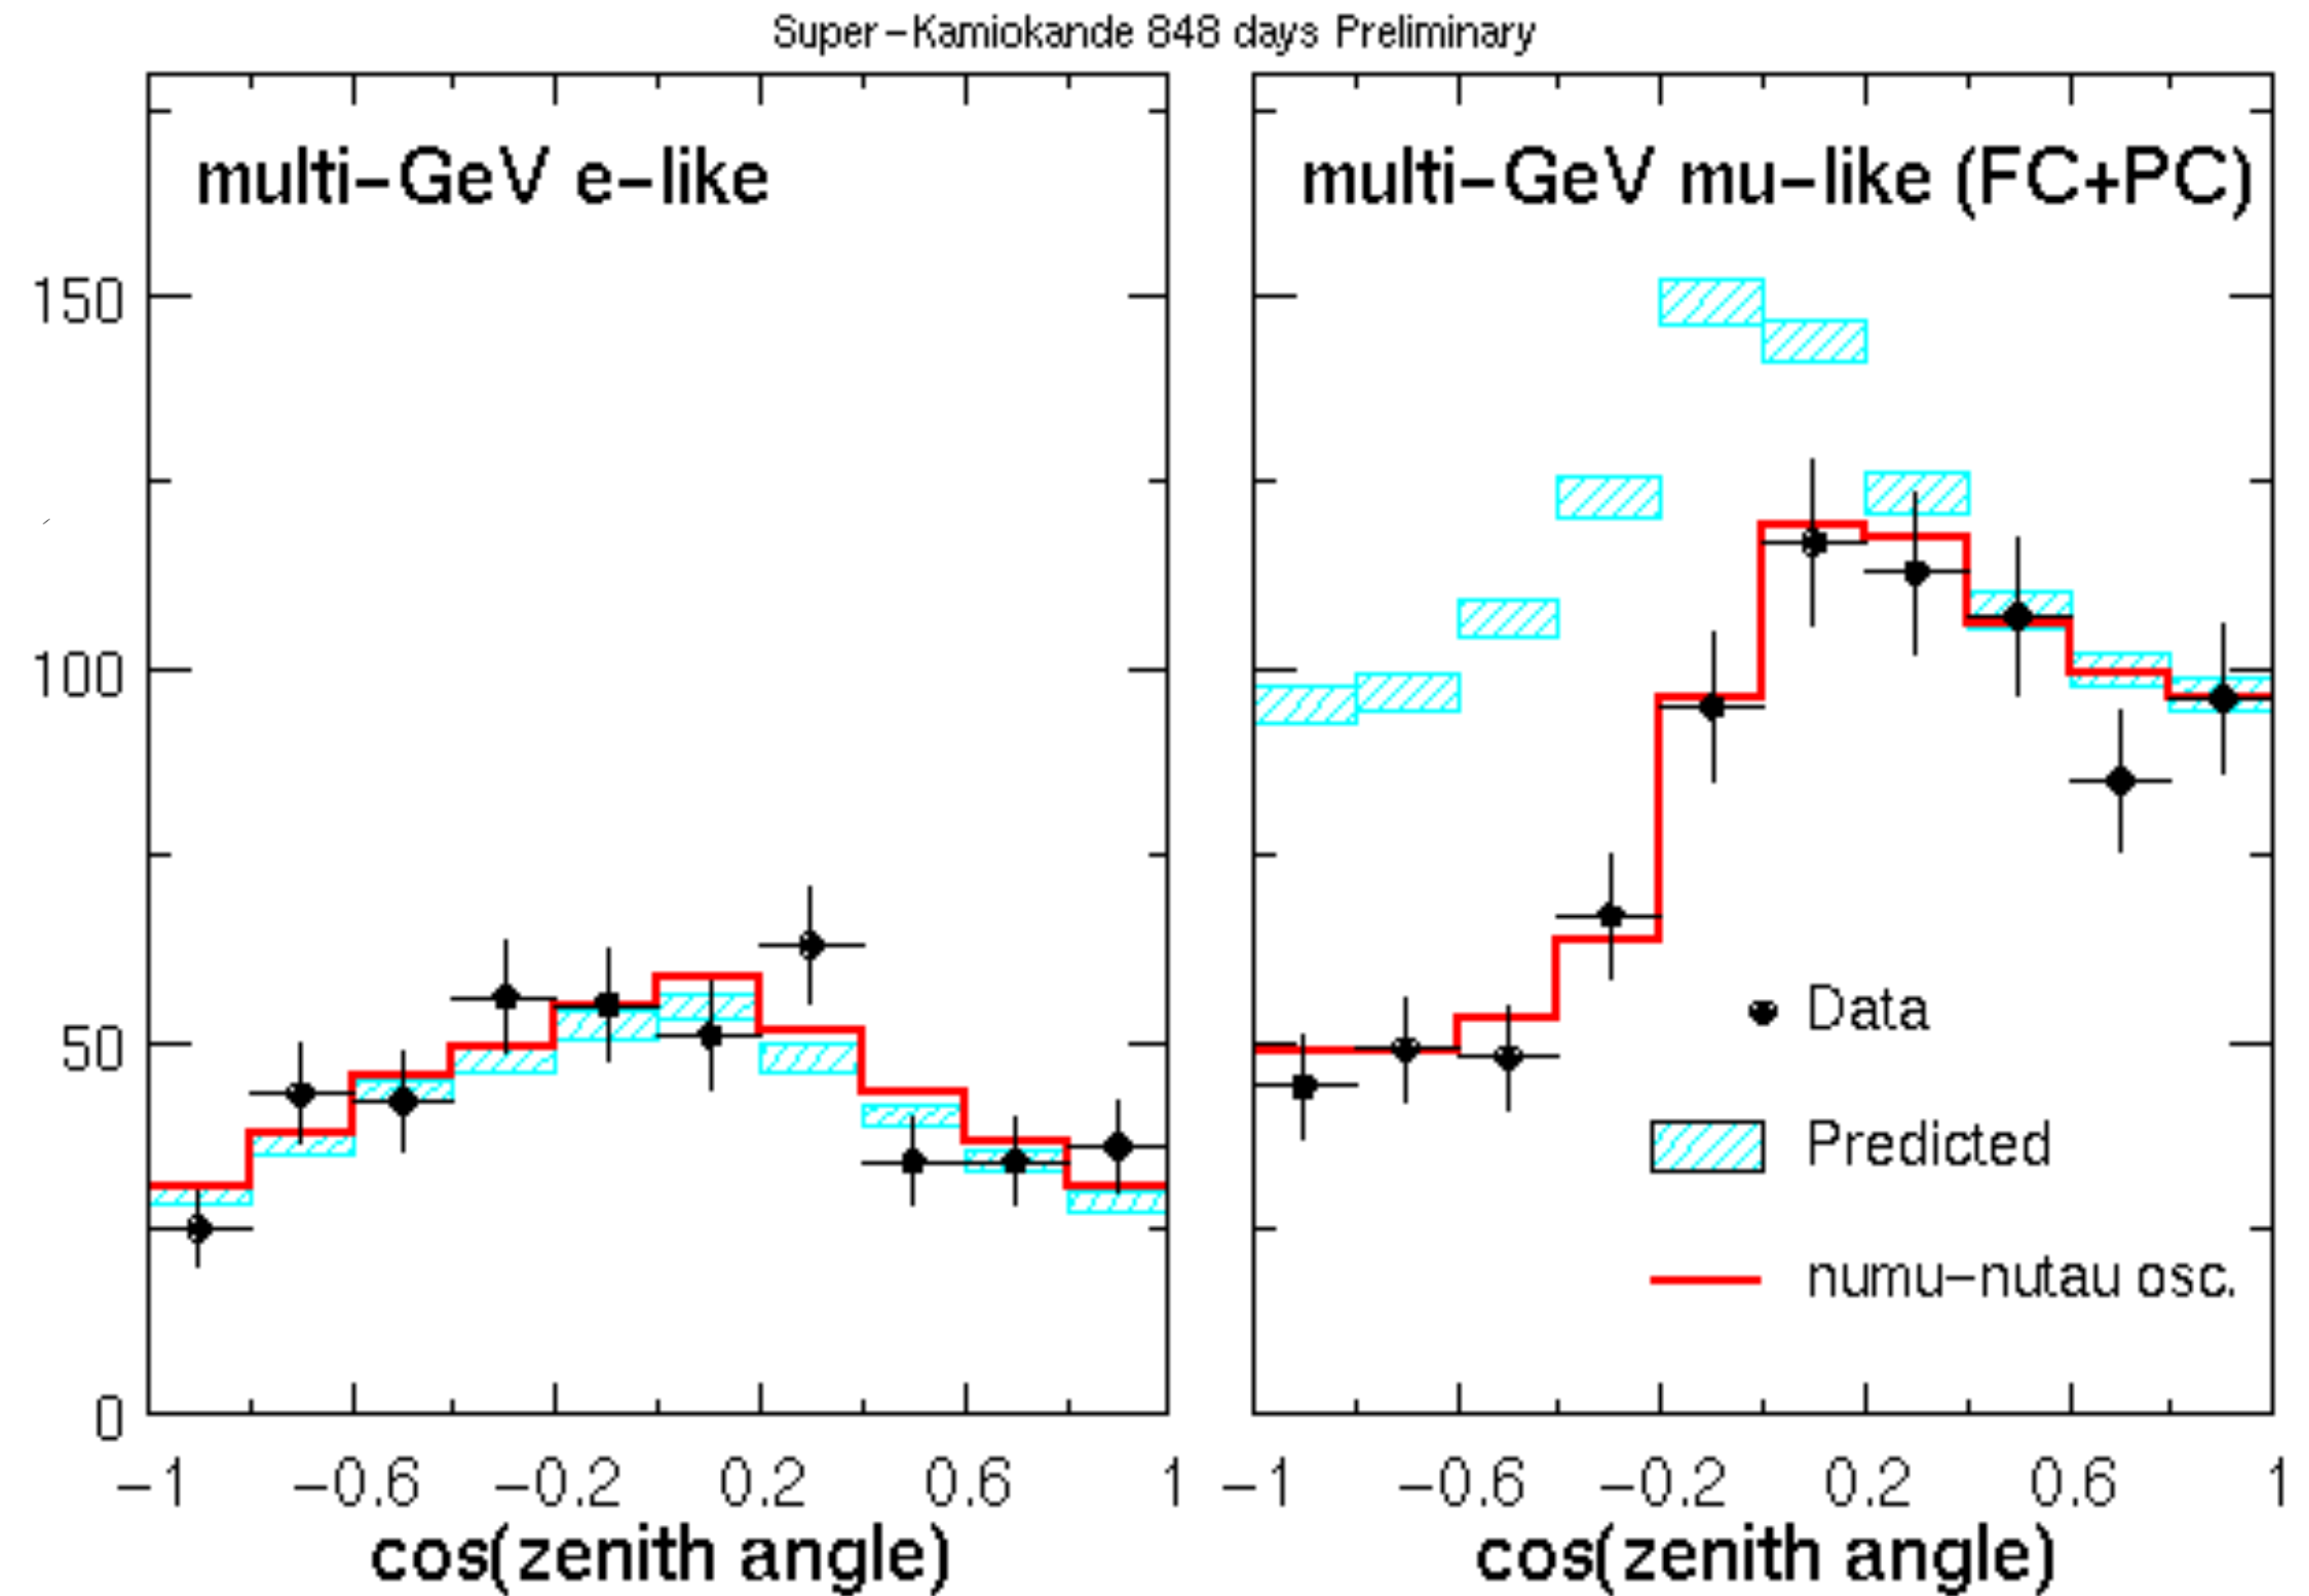 Super-Kamiokande 848 days Preliminary
multi-GeV e-like
multi-GeV mu-like (FC+PC)
150
100
50
0
Data
Predicted
numu-nutau osc.
-1 -0.6 -0.2 0.2 0.6 1
-1 -0.6 -0.2 0.2 0.6 1
cos(zenith angle)
cos(zenith angle)